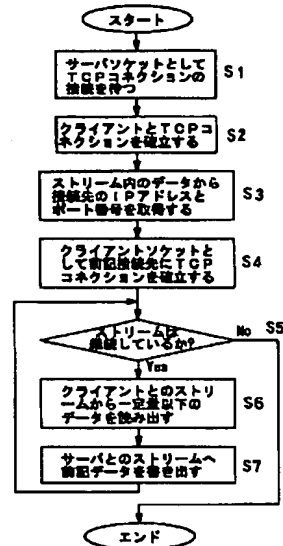 スタート
サーバソケットとして
TCPコネクションの
接続を待つ
S1
クライアントとTCPコ
ネクションを確立する
S2
ストリーム内のデータから
接続先のIPアドレスと
ポート番号を取得する
S3
クライアントソケットと
して前記接続先にTCP
コネクションを確立する
S4
ストリームは
継続しているか?
No
S5
Yes
クライアントとのストリ
ームから一定量以下の
データを読み出す
S6
サーバとのストリームへ
前記データを書き出す
S7
エンド